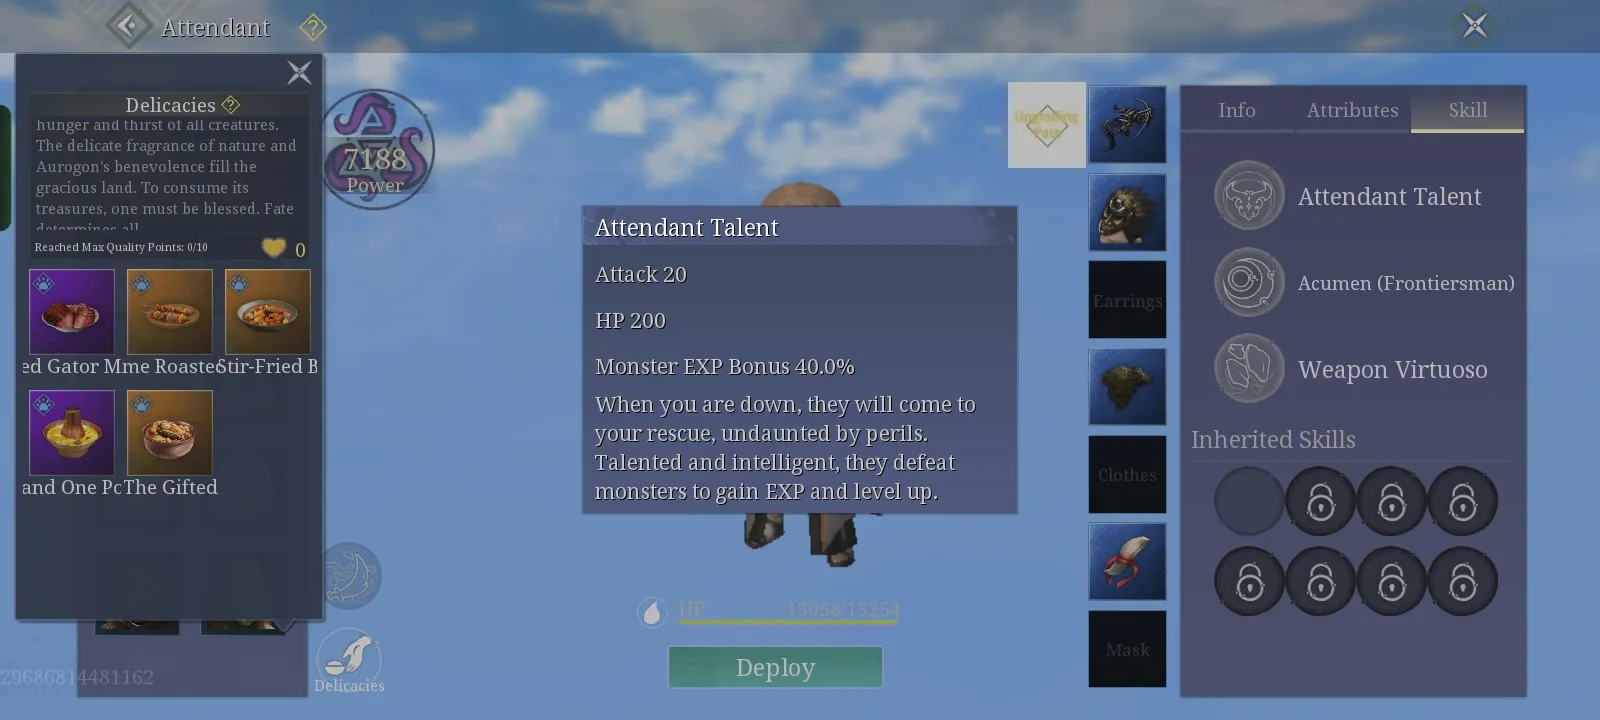 Attendant
Delicacies
hunger and thirst of all creatures.
The delicate fragrance of nature and
Aurogon's benevolence fill the
gracious land. To consume its
treasures, one must be blessed. Fate
determines all.
Reached Max Quality Points: 0/10
0
ed Gator M
me Roaste
Stir-Fried B
and One Po
The Gifted
29686814481162
7188
Power
Delicacies
Attendant Talent
Attack 20
HP 200
Monster EXP Bonus 40.0%
When you are down, they will come to
your rescue, undaunted by perils.
Talented and intelligent, they defeat
monsters to gain EXP and level up.
HP 13058/13254
Deploy
Upgrading
Path
Earrings
Clothes
Mask
Info Attributes Skill
Attendant Talent
Acumen (Frontiersman)
Weapon Virtuoso
Inherited Skills